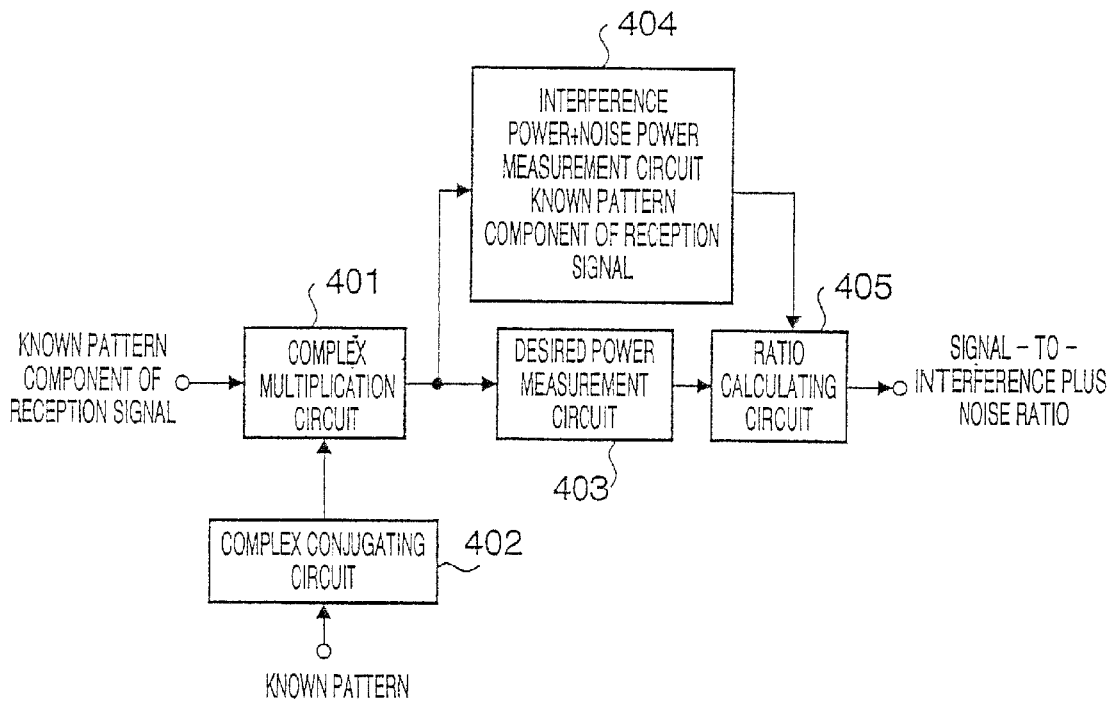 404
INTERFERENCE
POWER+NOISE POWER
MEASUREMENT CIRCUIT
KNOWN PATTERN
COMPONENT OF RECEPTION
SIGNAL
401
405
KNOWN PATTERN
COMPONENT OF
RECEPTION SIGNAL
COMPLEX
MULTIPLICATION
CIRCUIT
DESIRED POWER
MEASUREMENT
CIRCUIT
RATIO
CALCULATING
CIRCUIT
SIGNAL - TO -
INTERFERENCE PLUS
NOISE RATIO
403
COMPLEX CONJUGATING
CIRCUIT
402
KNOWN PATTERN